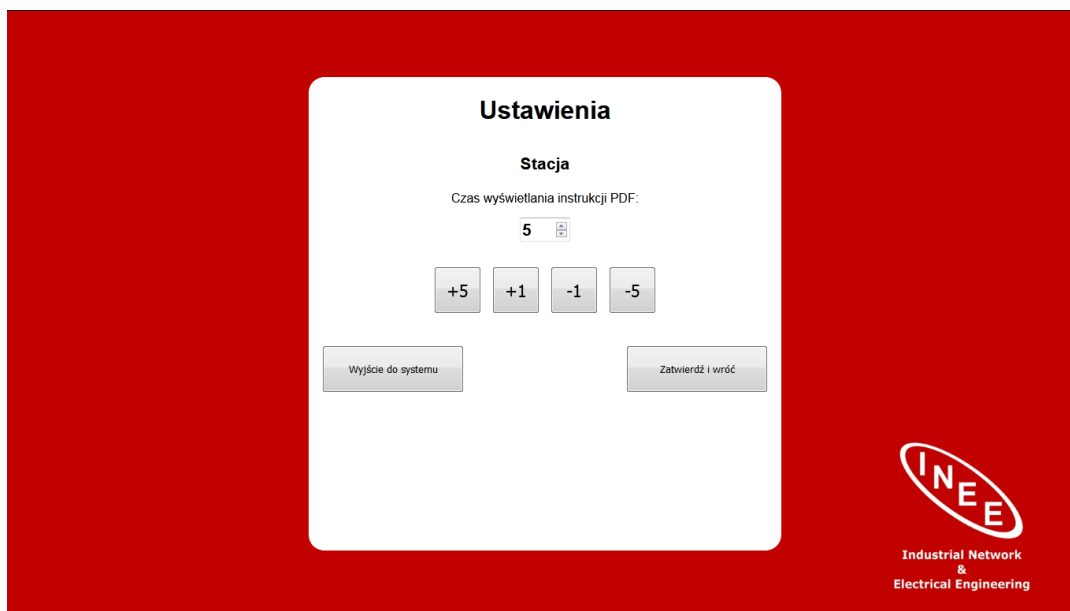 Ustawienia
Stacja
Czas wyświetlania instrukcji PDF:
5
+5 +1 -1 -5
Wyjście do systemu Zatwierdź i wróć
INEE
Industrial Network
&
Electrical Engineering